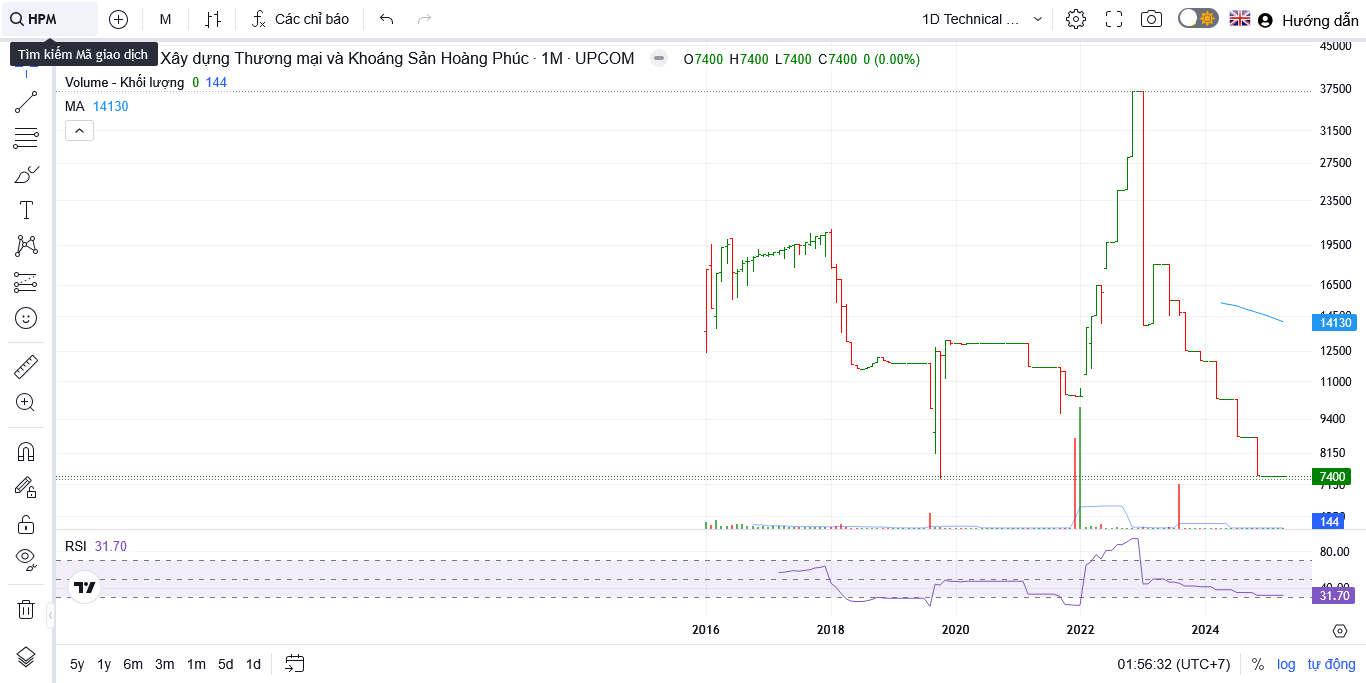 HPM
M
Các chỉ báo
1D Technical ...
Hướng dẫn
Tìm kiếm Mã giao dịch
Xây dựng Thương mại và Khoáng Sản Hoàng Phúc · 1M · UPCOM
O7400 H7400 L7400 C7400 0 (0.00%)
Volume - Khối lượng 0 144
MA 14130
45000
37500
31500
27500
23500
19500
16500
14130
12500
11000
9400
8150
7400
144
RSI 31.70
80.00
31.70
2016
2018
2020
2022
2024
5y 1y 6m 3m 1m 5d 1d
01:56:32 (UTC+7)
%
log
tự động